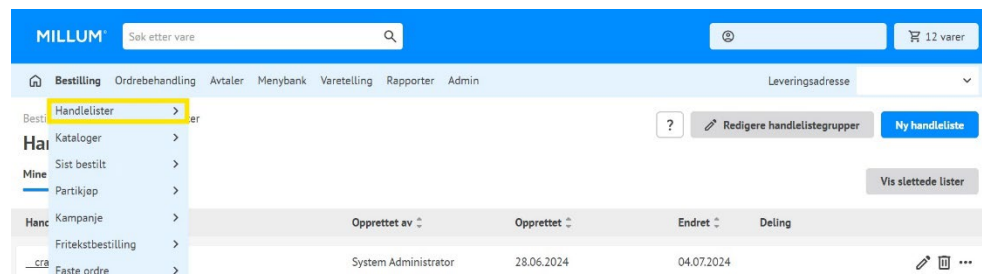 MILLUM
Søk etter vare
12 varer
Bestilling Ordrebehandling Avtaler Menybank Varetelling Rapporter Admin
Leveringsadresse
Handlelister
? Redigere handlelistegrupper Ny handleliste
Kataloger
Sist bestilt
Mine
Vis slettede lister
Partikjøp
Kampanje
Opprettet av Opprettet Endret Deling
Fritekstbestilling
System Administrator 28.06.2024 04.07.2024
Faste ordre